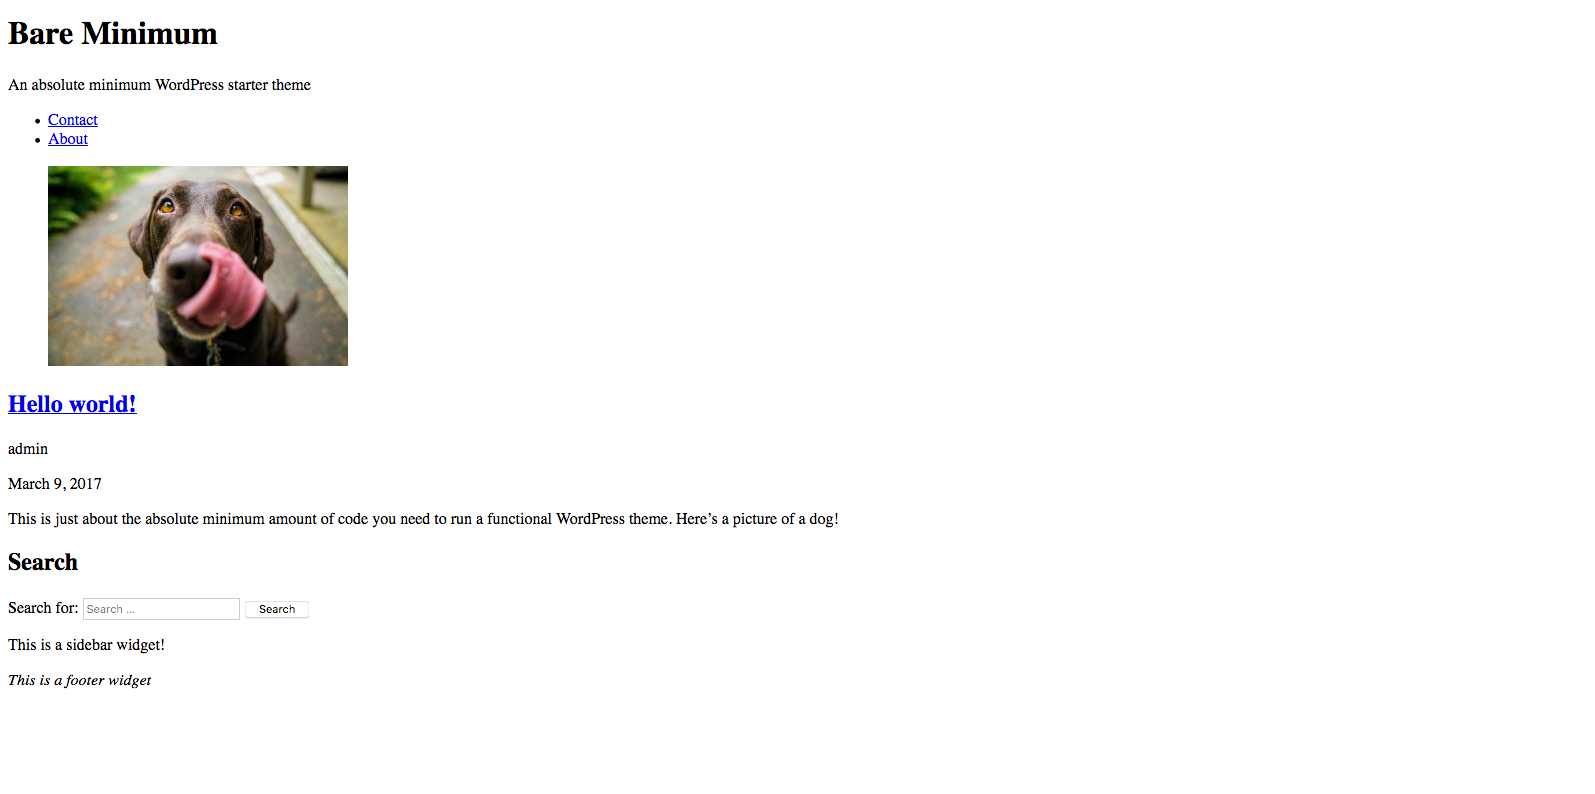 Bare Minimum
An absolute minimum WordPress starter theme
Contact
About
Hello world!
admin
March 9, 2017
This is just about the absolute minimum amount of code you need to run a functional WordPress theme. Here’s a picture of a dog!
Search
Search for: Search ... Search
This is a sidebar widget!
This is a footer widget